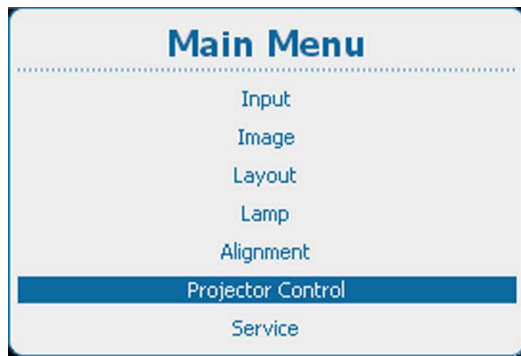 Main Menu
Input
Image
Layout
Lamp
Alignment
Projector Control
Service